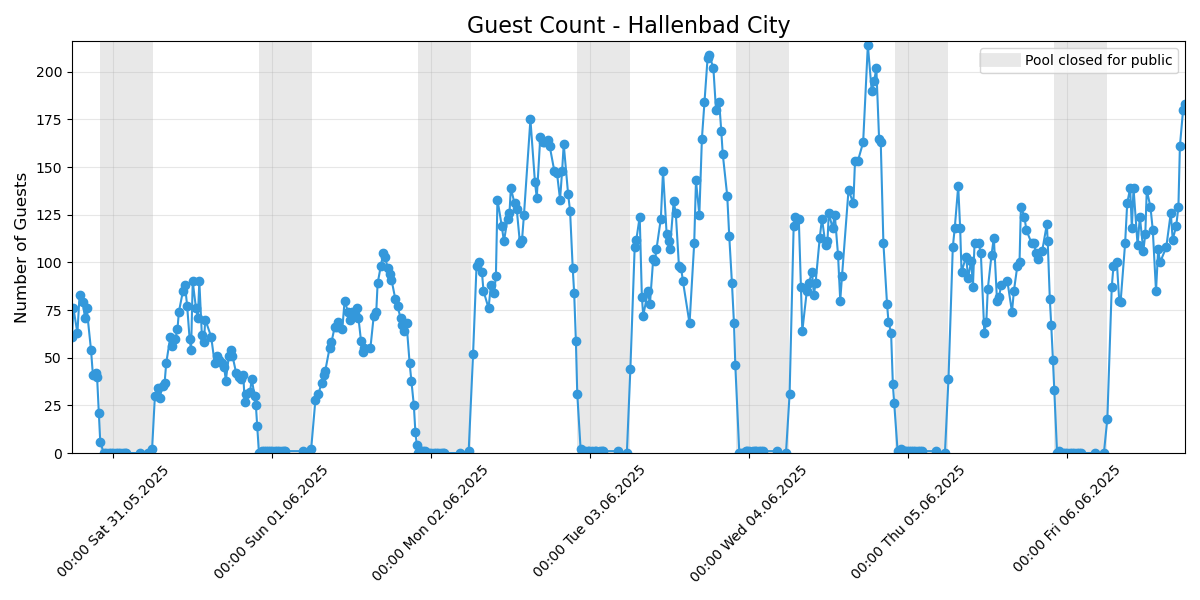 Guest Count - Hallenbad City
Pool closed for public
Number of Guests
200
175
150
125
100
75
50
25
0
00:00 Sat 31.05.2025
00:00 Sun 01.06.2025
00:00 Mon 02.06.2025
00:00 Tue 03.06.2025
00:00 Wed 04.06.2025
00:00 Thu 05.06.2025
00:00 Fri 06.06.2025